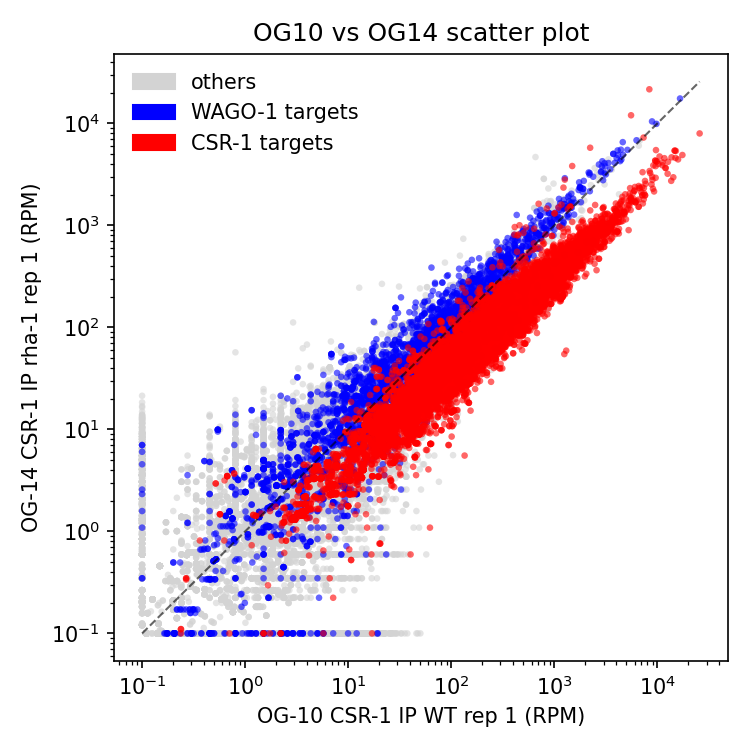 OG10 vs OG14 scatter plot
others
WAGO-1 targets
CSR-1 targets
10⁴
10³
10²
10¹
10⁰
10⁻¹
OG-14 CSR-1 IP rha-1 rep 1 (RPM)
10⁻¹ 10⁰ 10¹ 10² 10³ 10⁴
OG-10 CSR-1 IP WT rep 1 (RPM)